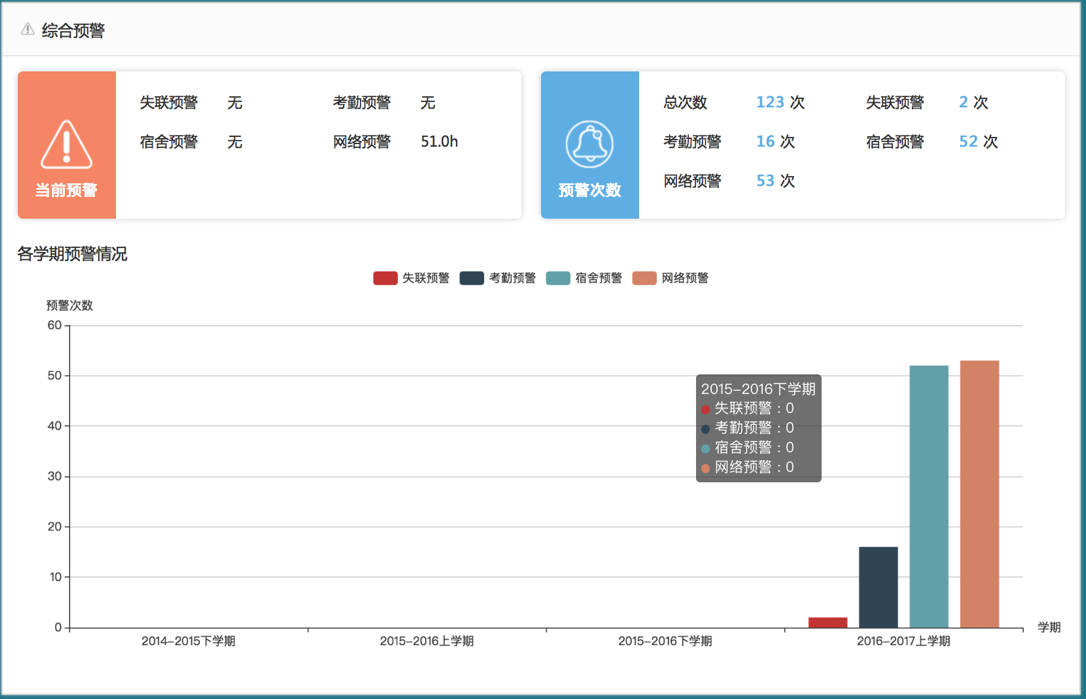 综合预警
失联预警 无 考勤预警 无
宿舍预警 无 网络预警 51.0h
当前预警
总次数 123 次 失联预警 2 次
考勤预警 16 次 宿舍预警 52 次
网络预警 53 次
预警次数
各学期预警情况
失联预警 考勤预警 宿舍预警 网络预警
预警次数
60
50
40
30
20
10
0
2015-2016下学期
失联预警：0
考勤预警：0
宿舍预警：0
网络预警：0
2014-2015下学期 2015-2016上学期 2015-2016下学期 2016-2017上学期
学期